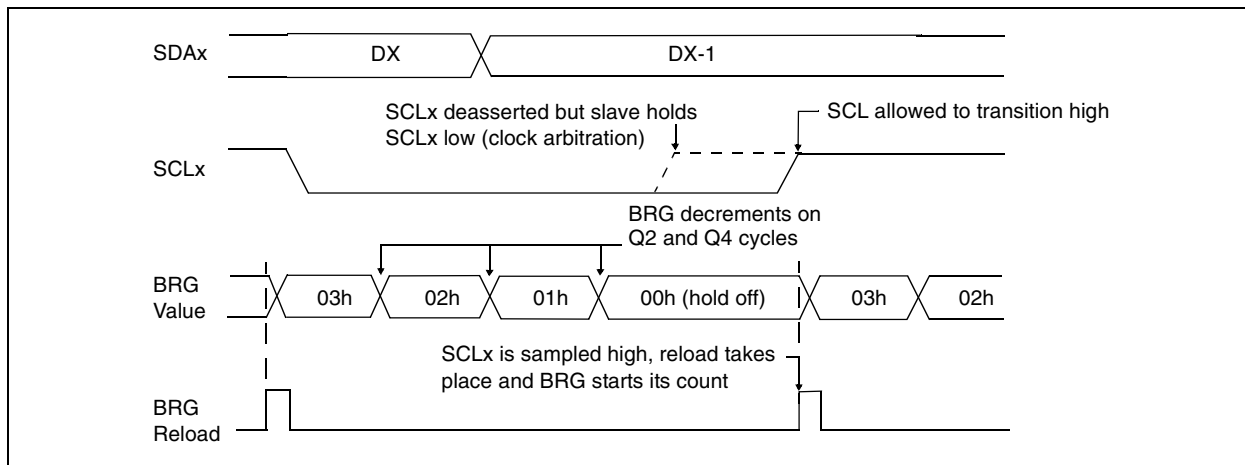 SDAx
DX
DX-1
SCLx deasserted but slave holds
SCLx low (clock arbitration)
SCL allowed to transition high
SCLx
BRG decrements on
Q2 and Q4 cycles
BRG
Value
03h
02h
01h
00h (hold off)
03h
02h
SCLx is sampled high, reload takes
place and BRG starts its count
BRG
Reload